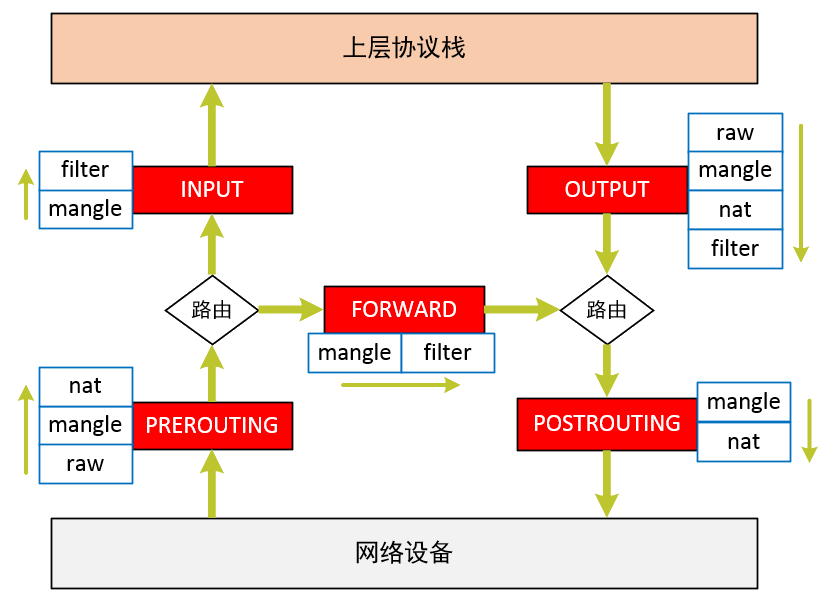 上层协议栈
filter
mangle
INPUT
OUTPUT
raw
mangle
nat
filter
路由
FORWARD
mangle
filter
路由
nat
mangle
raw
PREROUTING
POSTROUTING
mangle
nat
网络设备